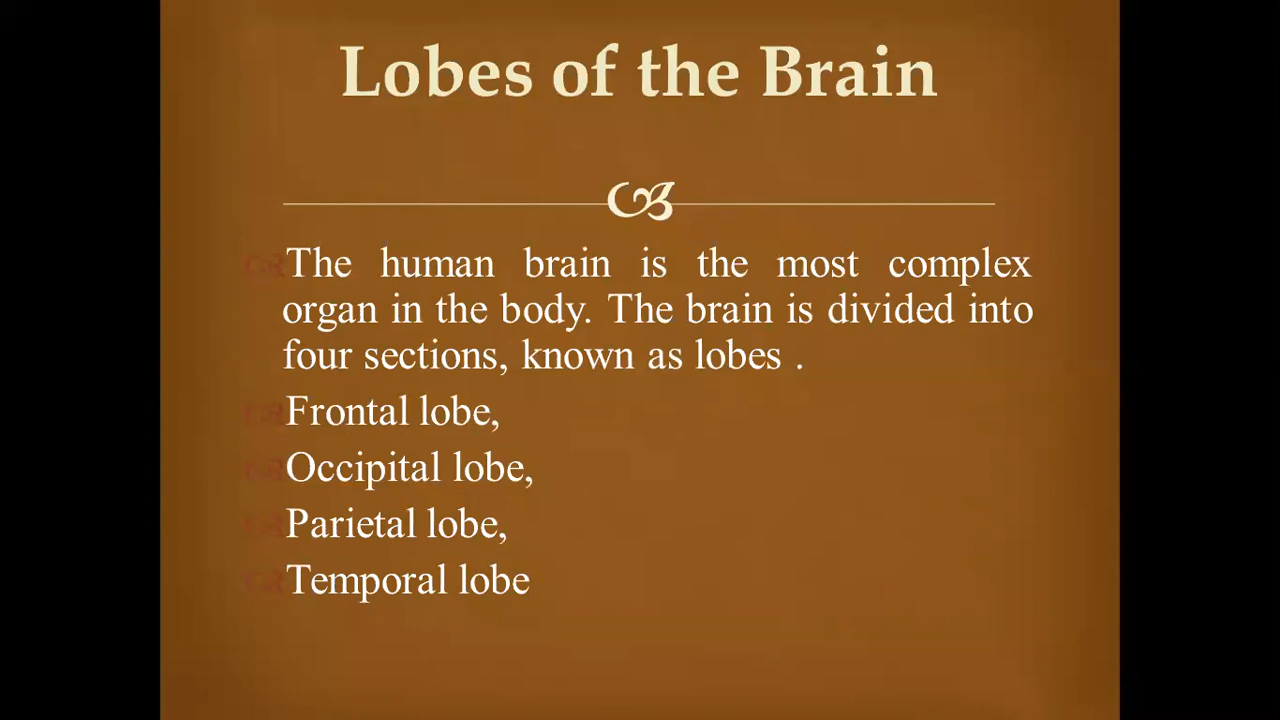 Lobes of the Brain
The human brain is the most complex
organ in the body. The brain is divided into
four sections, known as lobes .
Frontal lobe,
Occipital lobe,
Parietal lobe,
Temporal lobe